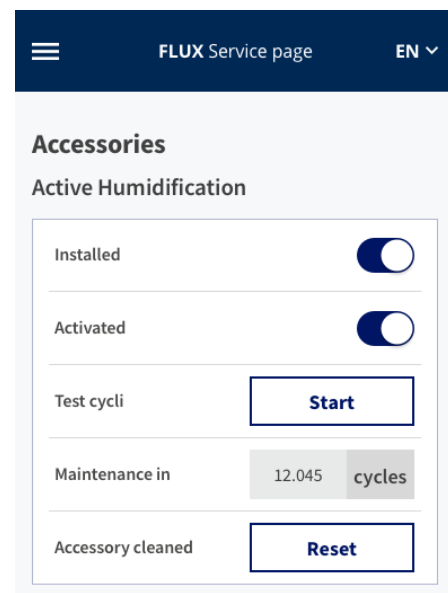 FLUX Service page EN
Accessories
Active Humidification
Installed
Activated
Test cycli Start
Maintenance in 12.045 cycles
Accessory cleaned Reset